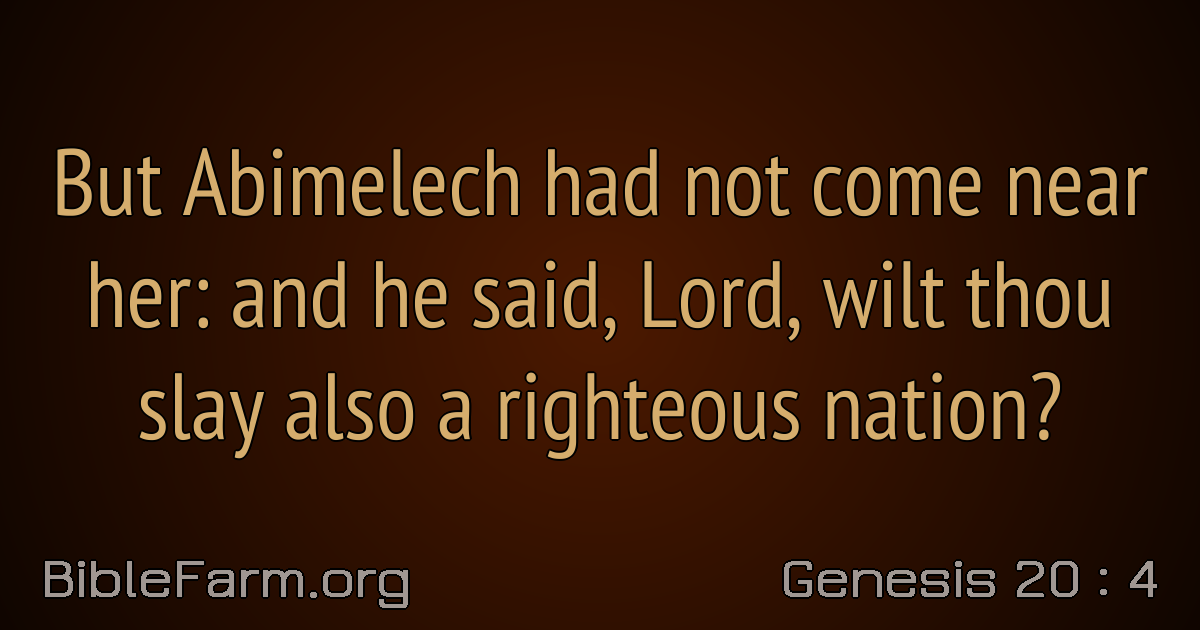 But Abimelech had not come near
her: and he said, Lord, wilt thou
slay also a righteous nation?
BibleFarm.org
Genesis 20 : 4